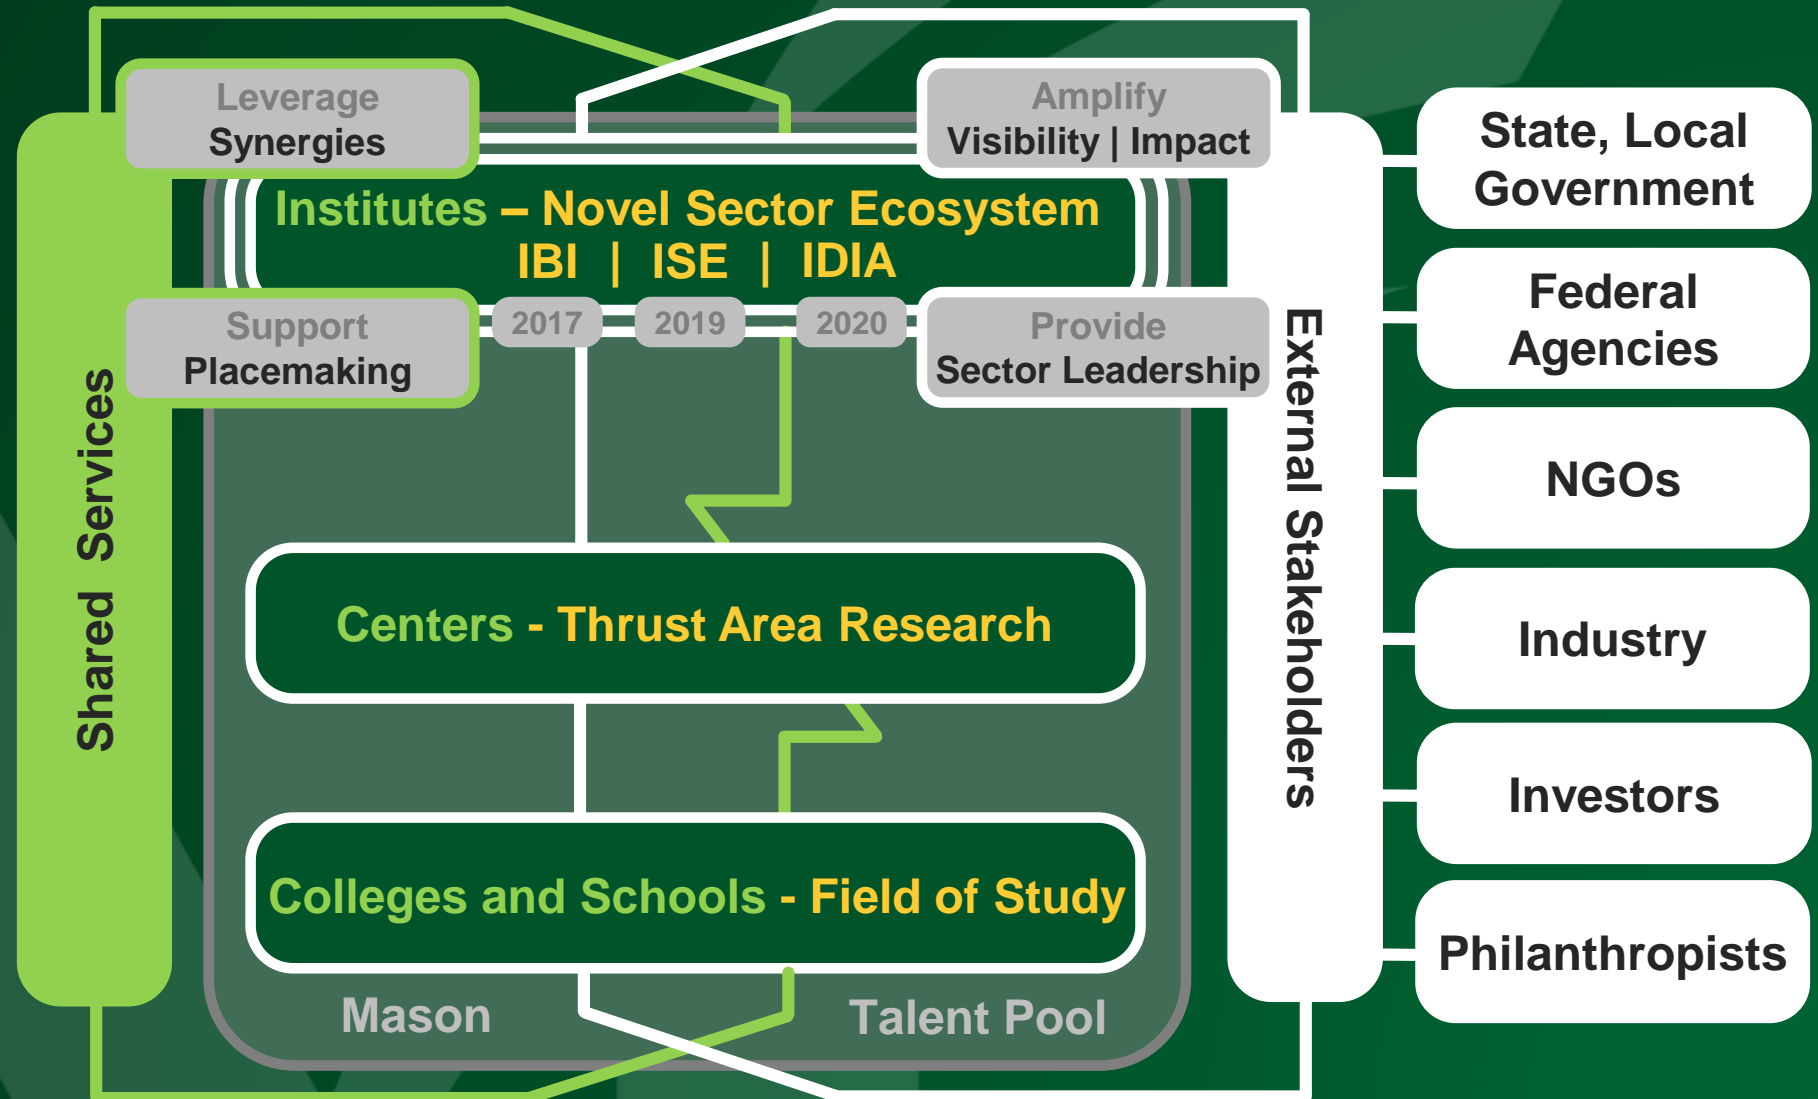 Leverage
Synergies
Amplify
Visibility | Impact
Institutes – Novel Sector Ecosystem
IBI | ISE | IDIA
Support
Placemaking
2017
2019
2020
Provide
Sector Leadership
Shared Services
Centers - Thrust Area Research
Colleges and Schools - Field of Study
Mason
Talent Pool
External Stakeholders
State, Local
Government
Federal
Agencies
NGOs
Industry
Investors
Philanthropists